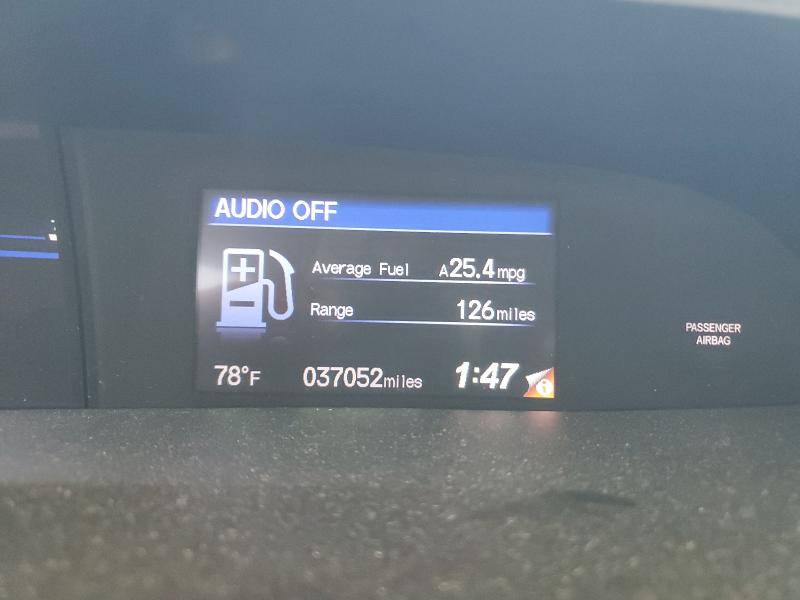 AUDIO OFF
Average Fuel A25.4mpg
Range 126miles
78°F 037052miles 1:47
PASSENGER
AIRBAG